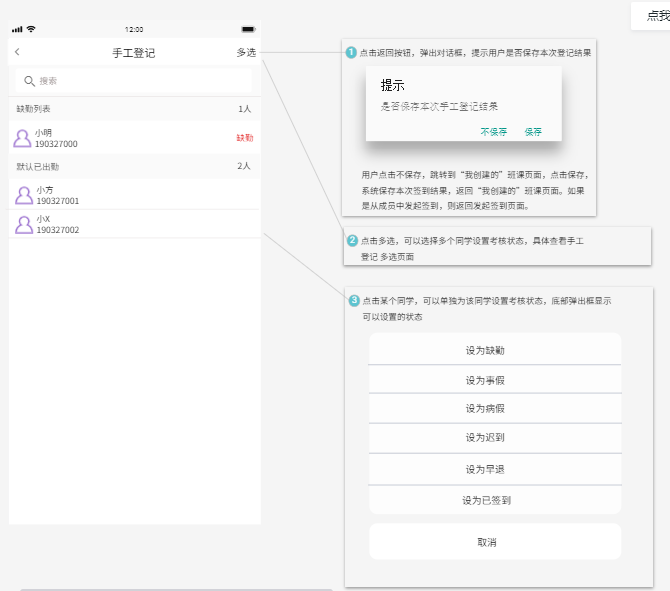 点我
12:00
手工登记
多选
搜索
缺勤列表
1人
小明
190327000
缺勤
默认已出勤
2人
小方
190327001
小X
190327002
1
点击返回按钮，弹出对话框，提示用户是否保存本次登记结果
提示
是否保存本次手工登记结果
不保存
保存
用户点击不保存，跳转到“我创建的”班课页面，点击保存，
系统保存本次签到结果，返回“我创建的”班课页面。如果
是从成员中发起签到，则返回发起签到页面。
2
点击多选，可以选择多个同学设置考核状态，具体查看手工
登记 多选页面
3
点击某个同学，可以单独为该同学设置考核状态，底部弹出框显示
可以设置的状态
设为缺勤
设为事假
设为病假
设为迟到
设为早退
设为已签到
取消